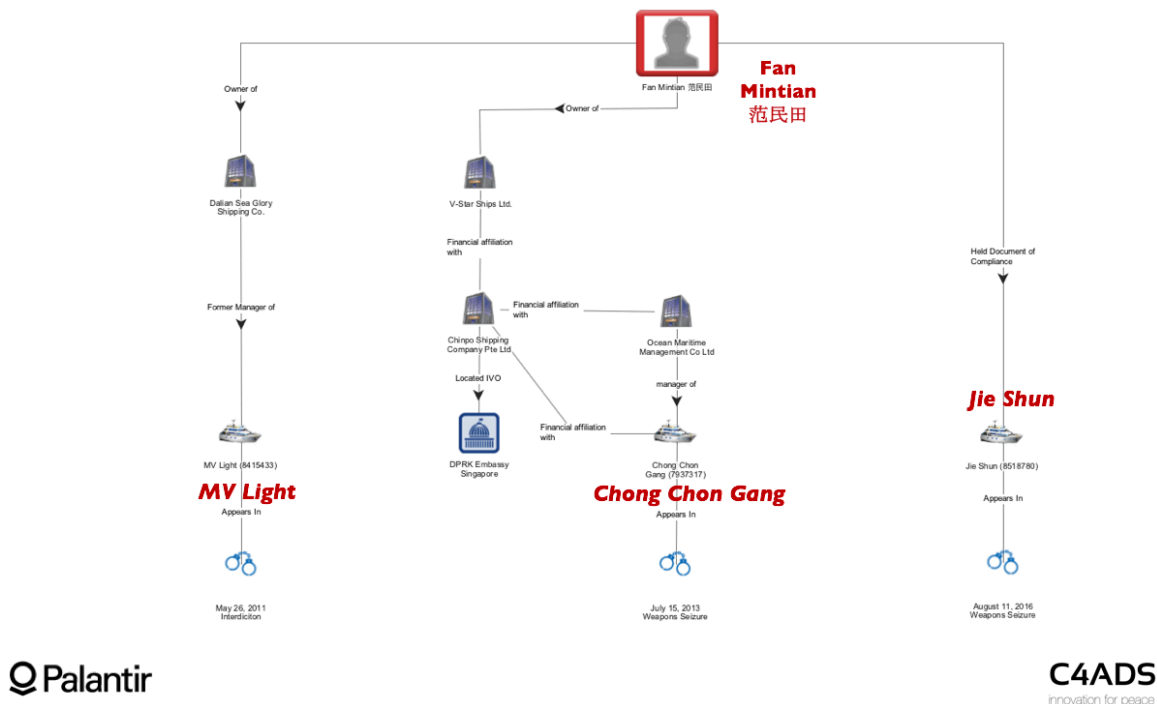 Fan Mintian 范民田
Fan
Mintian
范民田
Owner of
Owner of
Dalian Sea Glory
Shipping Co.
V-Star Ships Ltd.
Financial affiliation
with
Held Document of
Compliance
Former Manager of
Financial affiliation
with
Chinpo Shipping
Company Pte Ltd
Ocean Maritime
Management Co Ltd
Located IVO
manager of
Jie Shun
Financial affiliation
with
MV Light (8415433)
DPRK Embassy
Singapore
Chong Chon
Gang (7937317)
Jie Shun (8518780)
MV Light
Chong Chon Gang
Appears In
Appears In
Appears In
May 26, 2011
Interdiciton
July 15, 2013
Weapons Seizure
August 11, 2016
Weapons Seizure
Palantir
C4ADS
innovation for peace